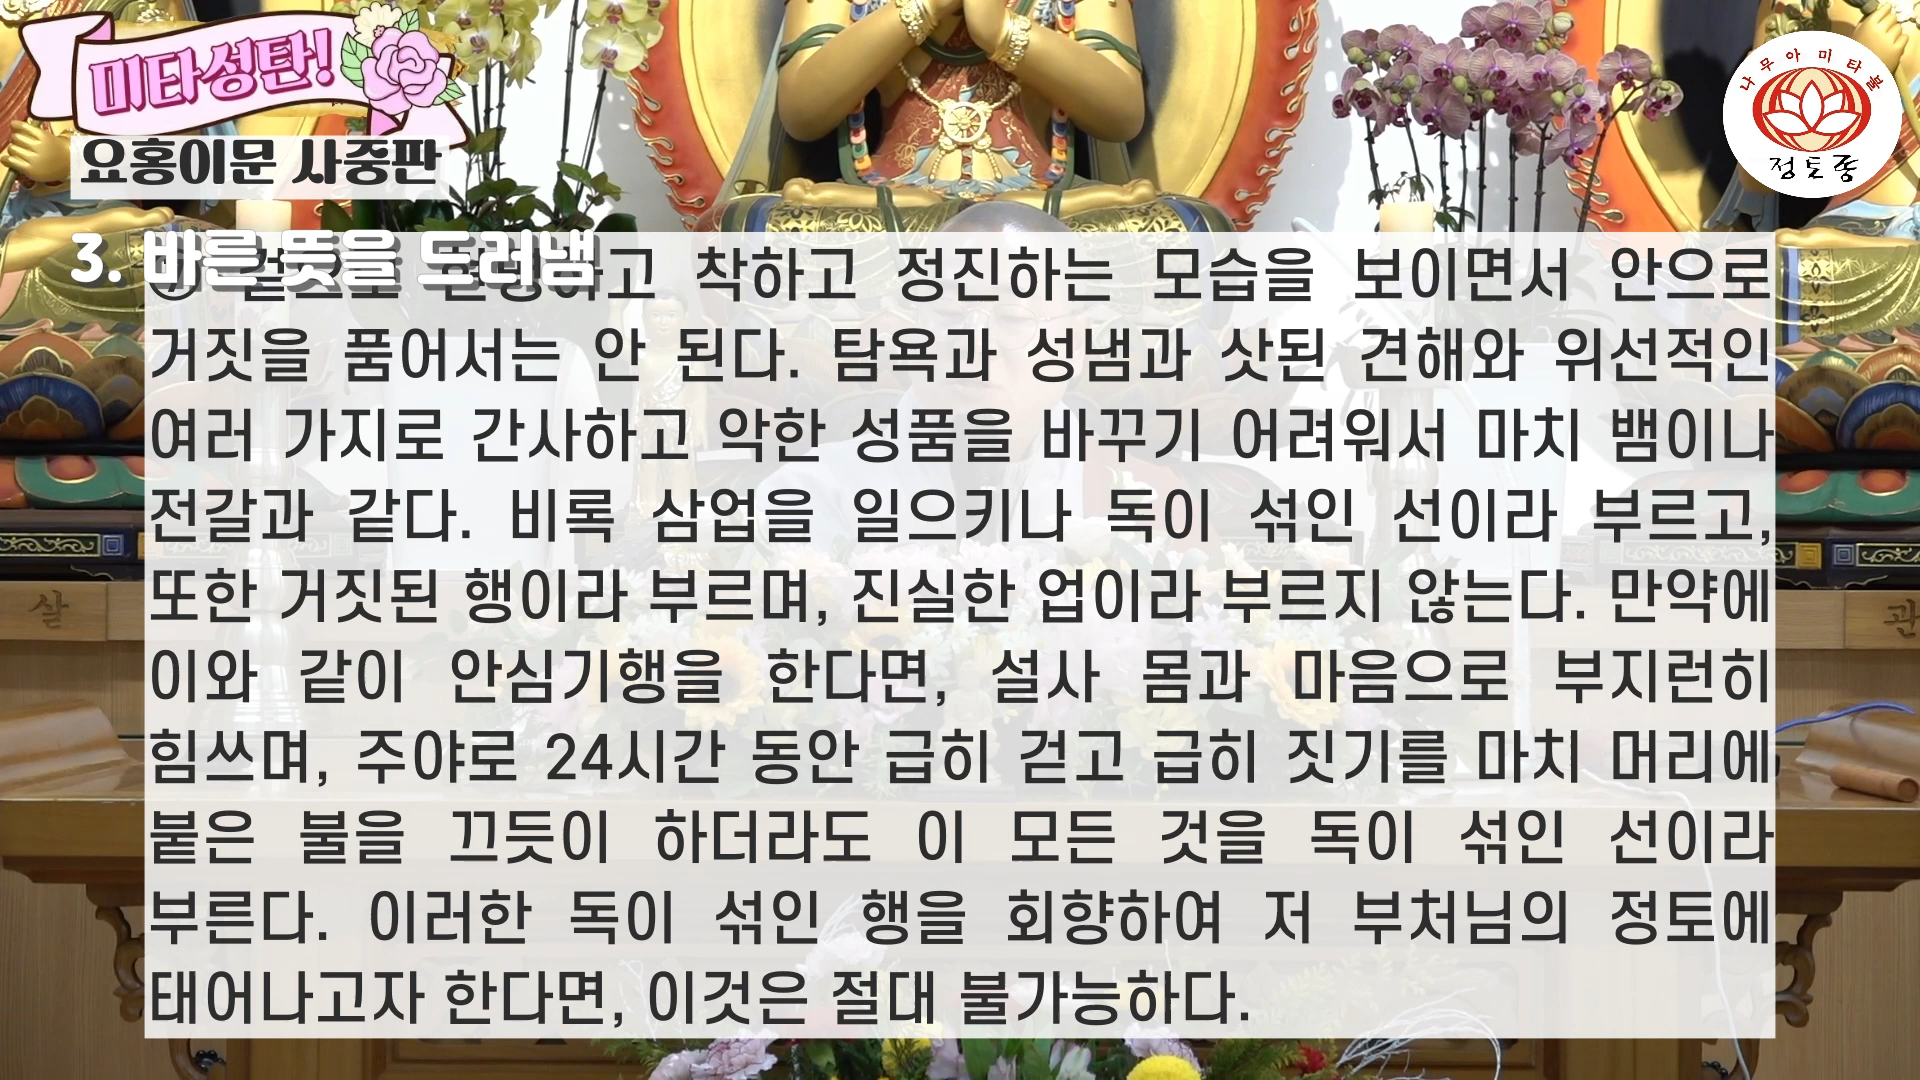 미타성탄!
나무아미타불
정토종
요홍이문 사중판
3. 바른 뜻을 드러냄
겉으로 현명하고 착하고 정진하는 모습을 보이면서 안으로
거짓을 품어서는 안 된다. 탐욕과 성냄과 삿된 견해와 위선적인
여러 가지로 간사하고 악한 성품을 바꾸기 어려워서 마치 뱀이나
전갈과 같다. 비록 삼업을 일으키나 독이 섞인 선이라 부르고,
또한 거짓된 행이라 부르며, 진실한 업이라 부르지 않는다. 만약에
이와 같이 안심기행을 한다면, 설사 몸과 마음으로 부지런히
힘쓰며, 주야로 24시간 동안 급히 걷고 급히 짓기를 마치 머리에
붙은 불을 끄듯이 하더라도 이 모든 것을 독이 섞인 선이라
부른다. 이러한 독이 섞인 행을 회향하여 저 부처님의 정토에
태어나고자 한다면, 이것은 절대 불가능하다.
살
관